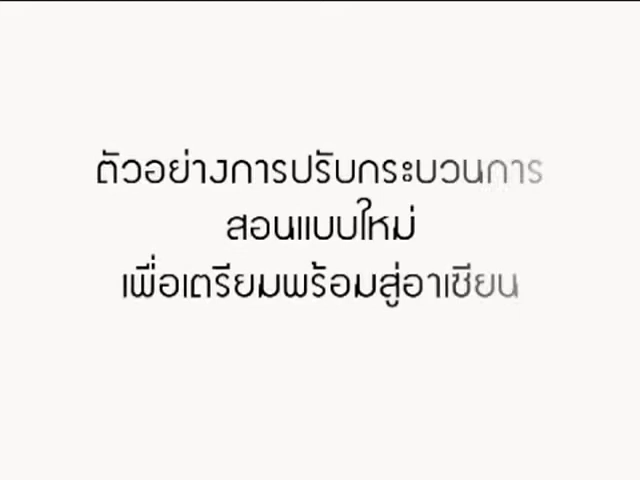 ตัวอย่างการปรับกระบวนการ
สอนแบบใหม่
เพื่อเตรียมพร้อมสู่อาเซียน